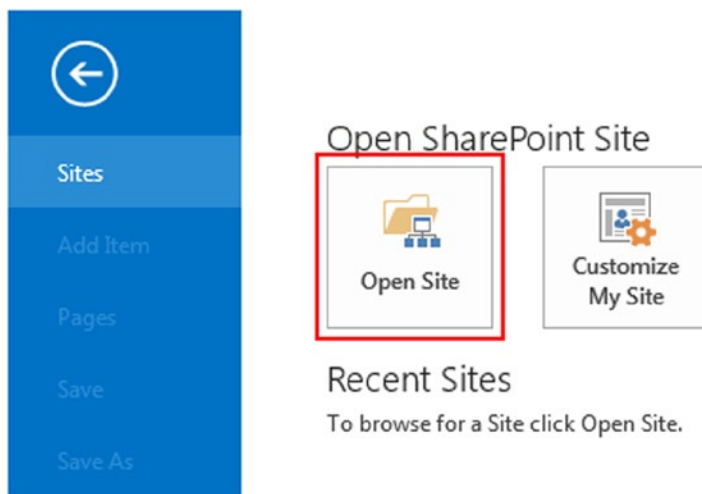 Sites
Add Item
Pages
Save
Save As
Open SharePoint Site
Open Site
Customize
My Site
Recent Sites
To browse for a Site click Open Site.